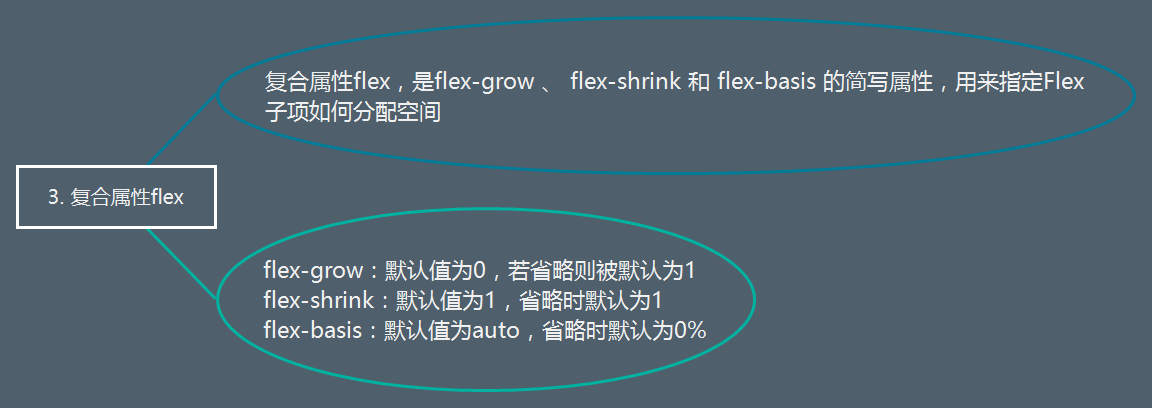 复合属性flex，是flex-grow 、 flex-shrink 和 flex-basis 的简写属性，用来指定Flex
子项如何分配空间
3. 复合属性flex
flex-grow：默认值为0，若省略则被默认为1
flex-shrink：默认值为1，省略时默认为1
flex-basis：默认值为auto，省略时默认为0%